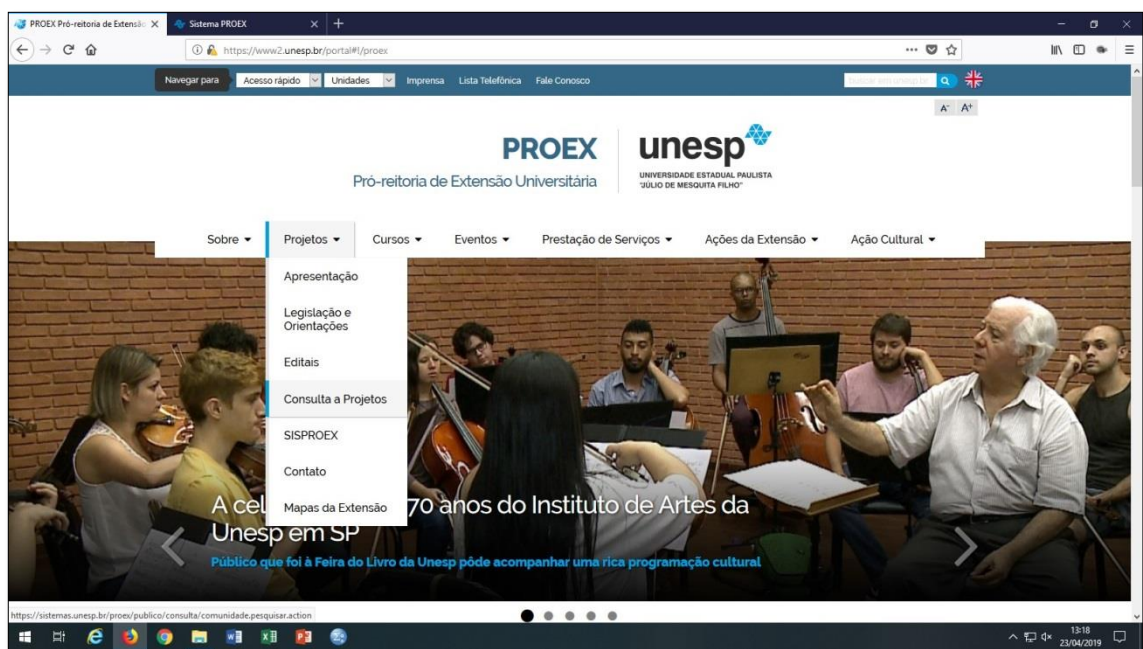 PROEX Pró-reitoria de Extensão
Sistema PROEX
https://www2.unesp.br/portal#!/proex
Navegar para
Acesso rápido
Unidades
Imprensa
Lista Telefônica
Fale Conosco
buscar em unesp.br
A- A+
PROEX
Pró-reitoria de Extensão Universitária
unesp
UNIVERSIDADE ESTADUAL PAULISTA
"JÚLIO DE MESQUITA FILHO"
Sobre
Projetos
Cursos
Eventos
Prestação de Serviços
Ações da Extensão
Ação Cultural
Apresentação
Legislação e
Orientações
Editais
Consulta a Projetos
SISPROEX
Contato
Mapas da Extensão
A cel 70 anos do Instituto de Artes da
Unesp em SP
Público que foi à Feira do Livro da Unesp pôde acompanhar uma rica programação cultural
https://sistemas.unesp.br/proex/publico/consulta/comunidade.pesquisar.action
13:18
23/04/2019